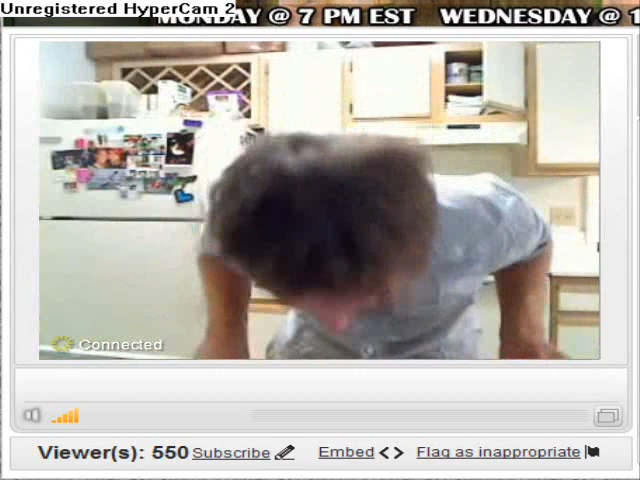 Unregistered HyperCam 2
MONDAY @ 7 PM EST    WEDNESDAY @ 1
Connected
Viewer(s): 550 Subscribe Embed Flag as inappropriate